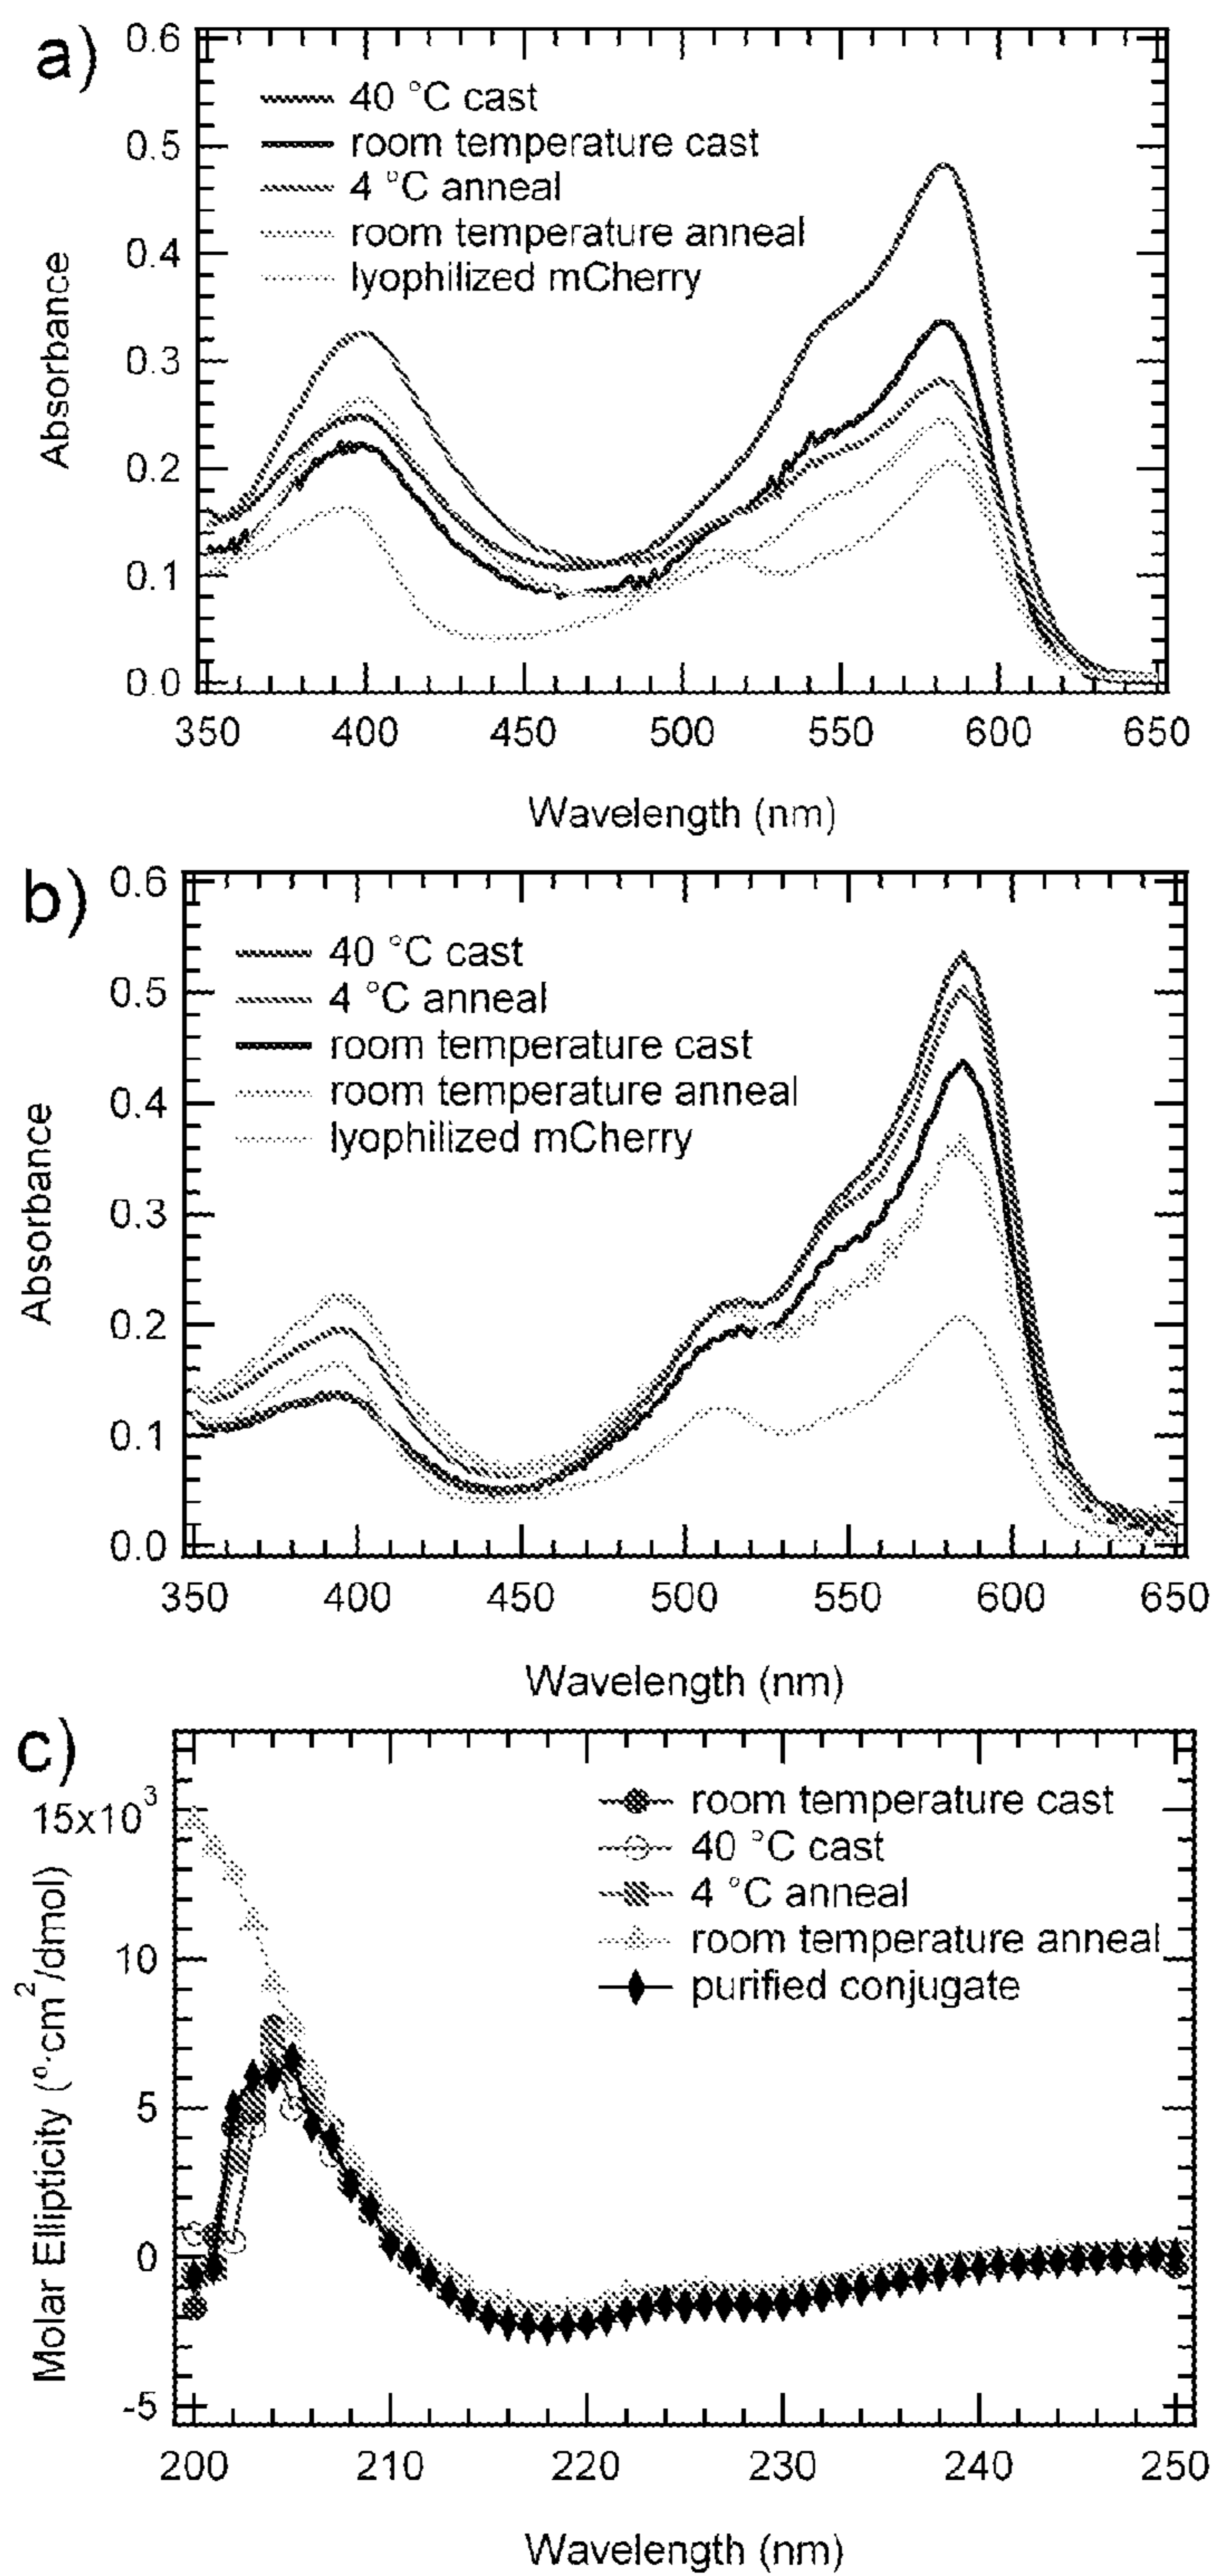 a)
0.6
0.5
0.4
0.3
0.2
0.1
0.0
Absorbance
40 °C cast
room temperature cast
4 °C anneal
room temperature anneal
lyophilized mCherry
350 400 450 500 550 600 650
Wavelength (nm)
b)
0.6
0.5
0.4
0.3
0.2
0.1
0.0
Absorbance
40 °C cast
4 °C anneal
room temperature cast
room temperature anneal
lyophilized mCherry
350 400 450 500 550 600 650
Wavelength (nm)
c)
15x10³
10
5
0
-5
Molar Ellipticity (°·cm²/dmol)
room temperature cast
40 °C cast
4 °C anneal
room temperature anneal
purified conjugate
200 210 220 230 240 250
Wavelength (nm)